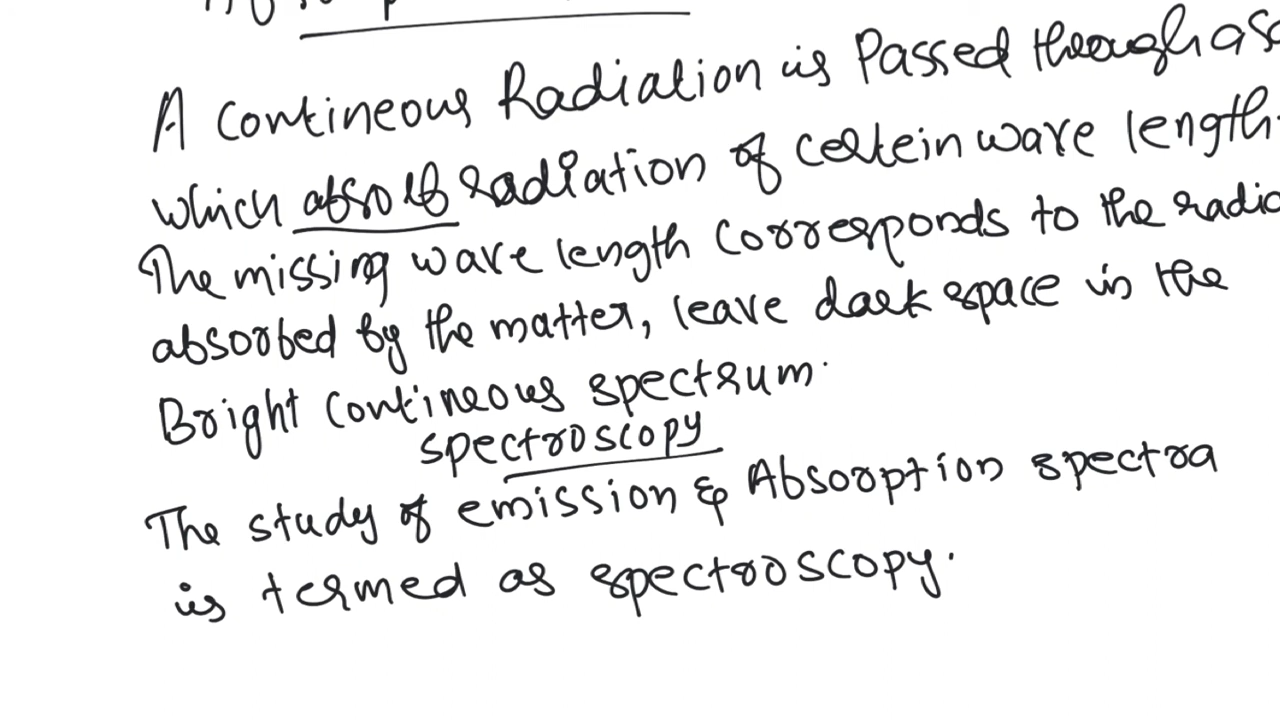 A Contineous Radiation is Passed through a
which absorb radiation of certein wave length.
The missing wave length corresponds to the
absorbed by the matter, leave dark space in the
Bright Contineous spectrum.
spectroscopy
The study of emission & Absorption spectra
is termed as spectroscopy.